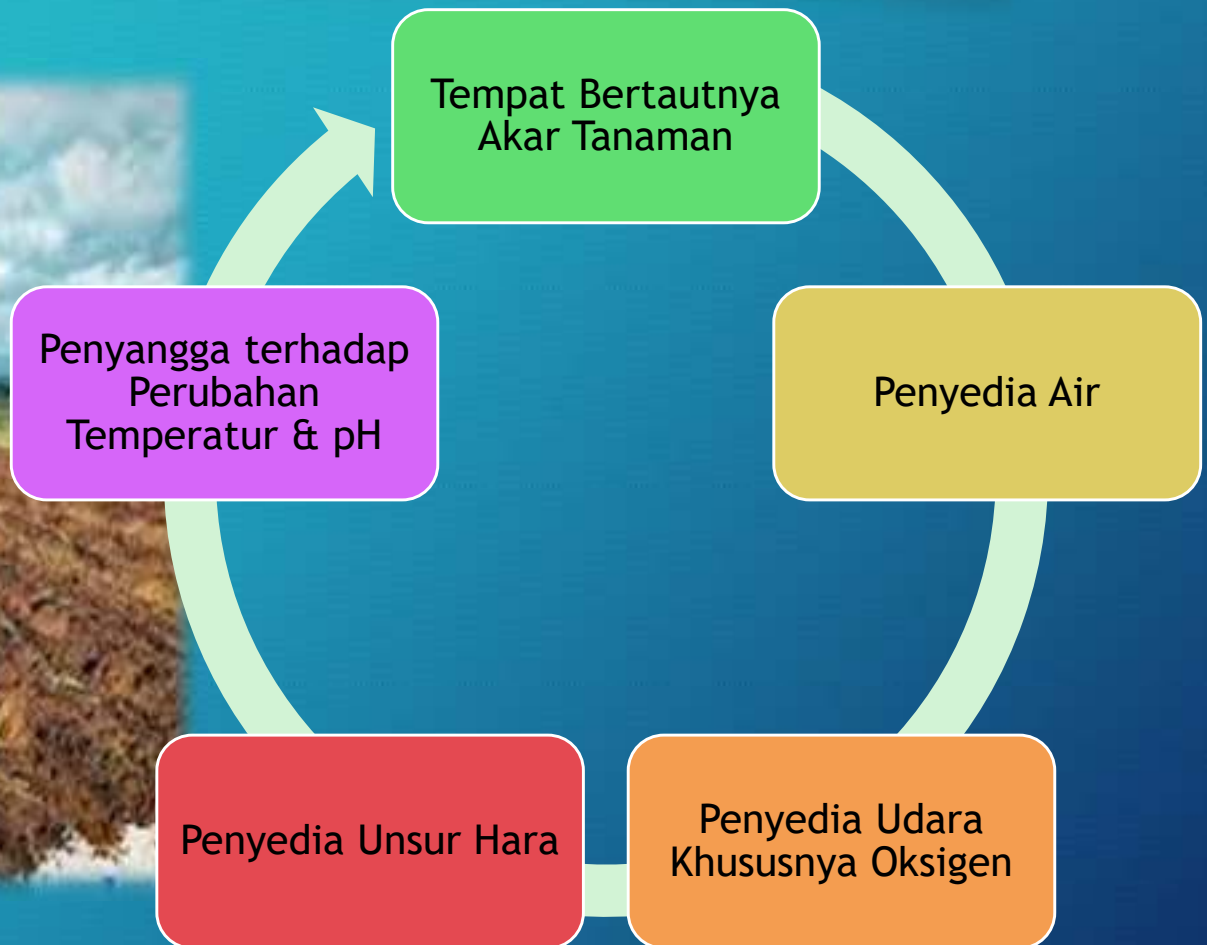 Tempat Bertautnya
Akar Tanaman
Penyedia Air
Penyedia Udara
Khususnya Oksigen
Penyedia Unsur Hara
Penyangga terhadap
Perubahan
Temperatur & pH